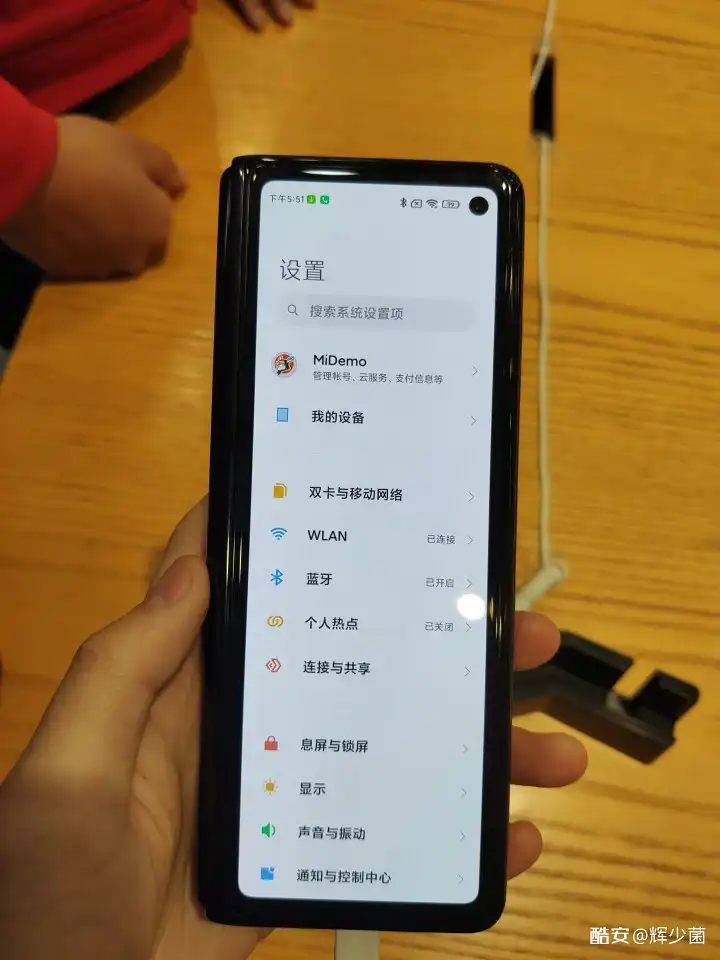 下午5:51
39
设置
搜索系统设置项
MiDemo
管理帐号、云服务、支付信息等
我的设备
双卡与移动网络
WLAN 已连接
蓝牙 已开启
个人热点 已关闭
连接与共享
息屏与锁屏
显示
声音与振动
通知与控制中心
酷安@辉少菌